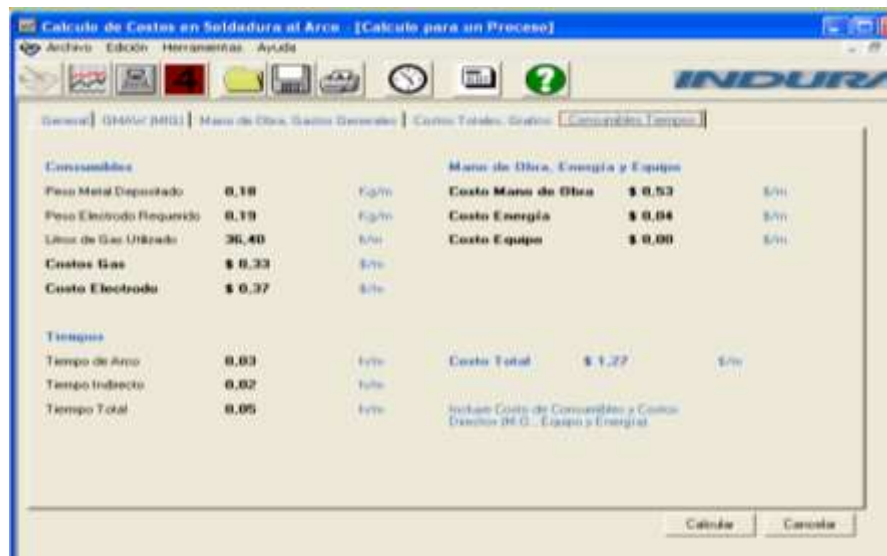 Calculo de Costos en Soldadura al Arco - [Calculo para un Proceso]
Archivo Edición Herramientas Ayuda
4 ? INDURA
General GMAW (MIG) Mano de Obra, Gastos Generales Costos Totales, Grafico Consumibles Tiempos
Consumibles
Peso Metal Depositado 0,18 Kg/m
Peso Electrodo Requerido 0,19 Kg/m
Litros de Gas Utilizado 36,40 lt/m
Costos Gas $ 0,33 $/m
Costo Electrodo $ 0,37 $/m
Mano de Obra, Energía y Equipo
Costo Mano de Obra $ 0,53 $/m
Costo Energía $ 0,04 $/m
Costo Equipo $ 0,00 $/m
Tiempos
Tiempo de Arco 0,03 h/m
Tiempo Indirecto 0,02 h/m
Tiempo Total 0,05 h/m
Costo Total $ 1,27 $/m
Incluye Costo de Consumibles y Costos
Directos (M.O., Equipo y Energía)
Calcular Cancelar